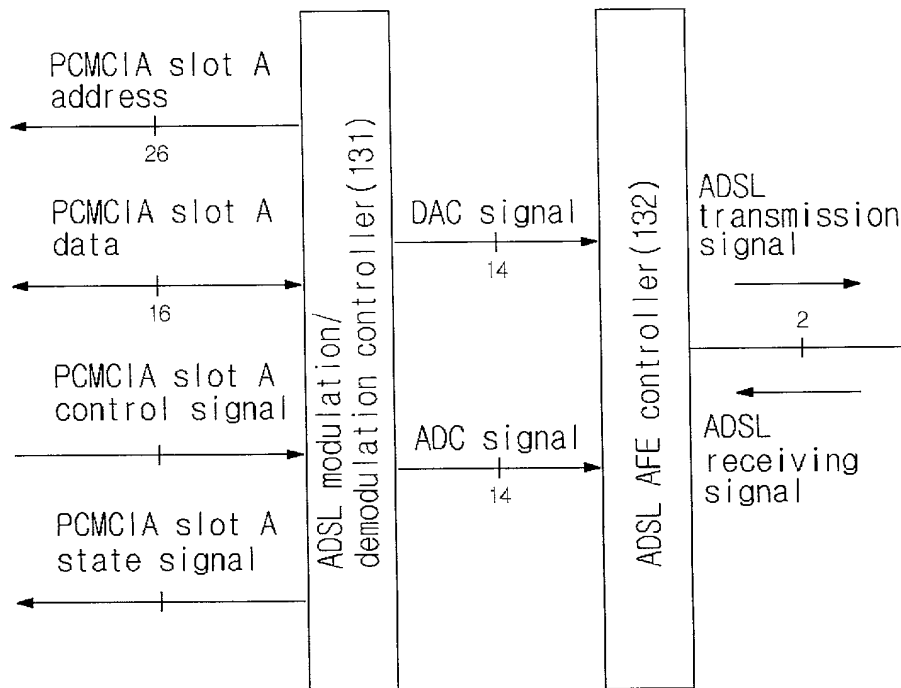 PCMCIA slot A
address
26
PCMCIA slot A
data
16
PCMCIA slot A
control signal
PCMCIA slot A
state signal
ADSL modulation/
demodulation controller(131)
DAC signal
14
ADC signal
14
ADSL AFE controller(132)
ADSL
transmission
signal
2
ADSL
receiving
signal